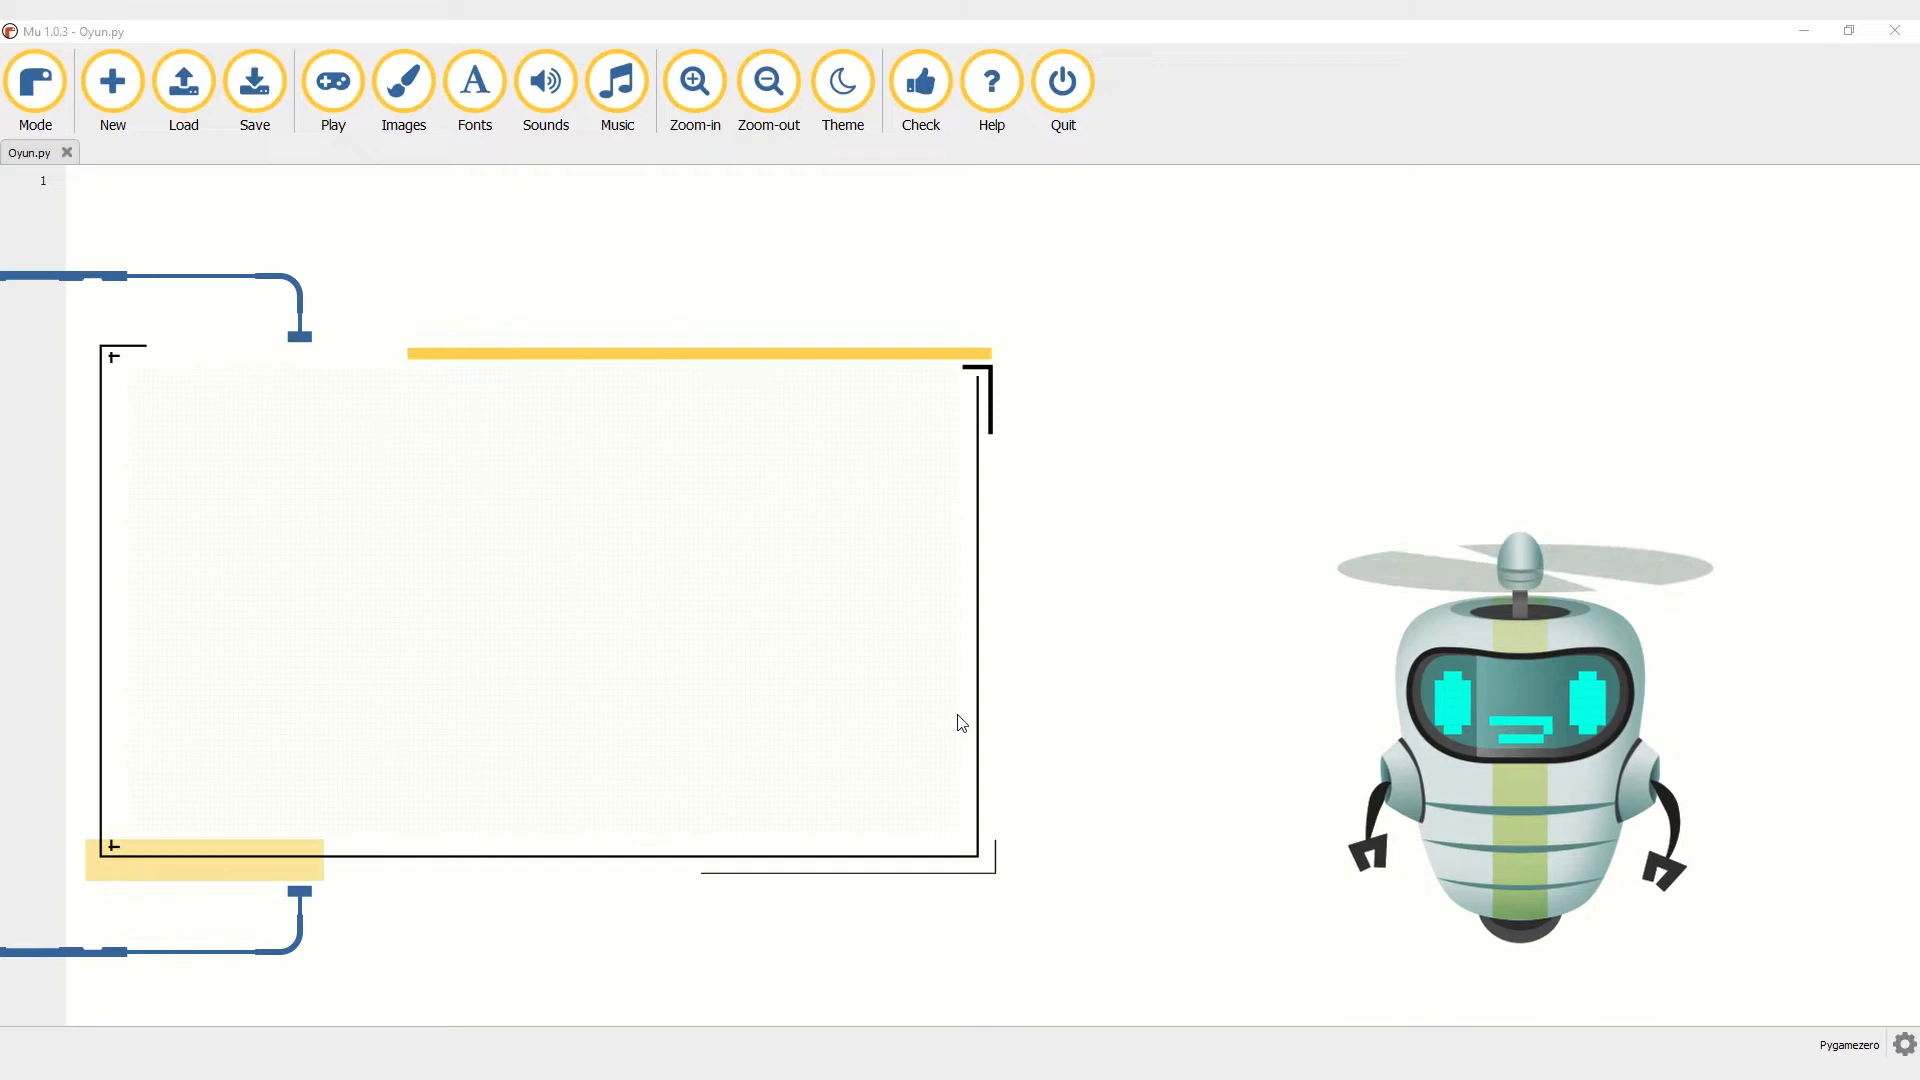 Mu 1.0.3 - Oyun.py
Mode New Load Save Play Images Fonts Sounds Music Zoom-in Zoom-out Theme Check Help Quit
Oyun.py
1
Pygamezero